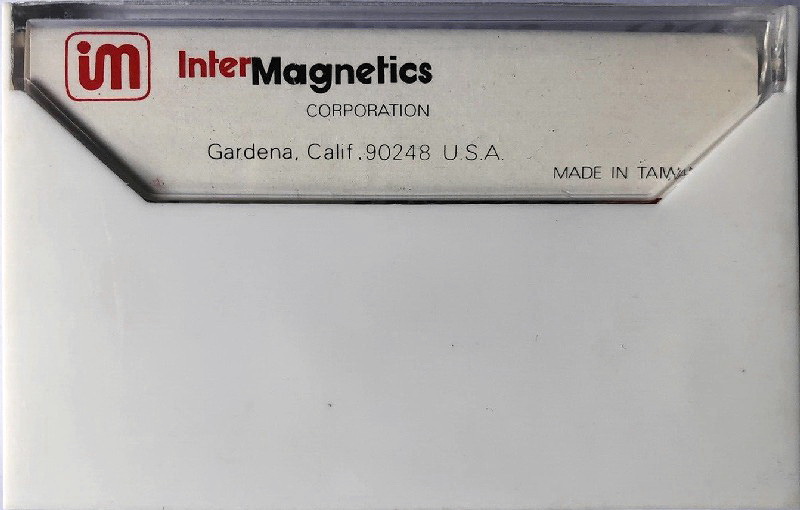 im InterMagnetics
CORPORATION
Gardena, Calif.90248 U.S.A.
MADE IN